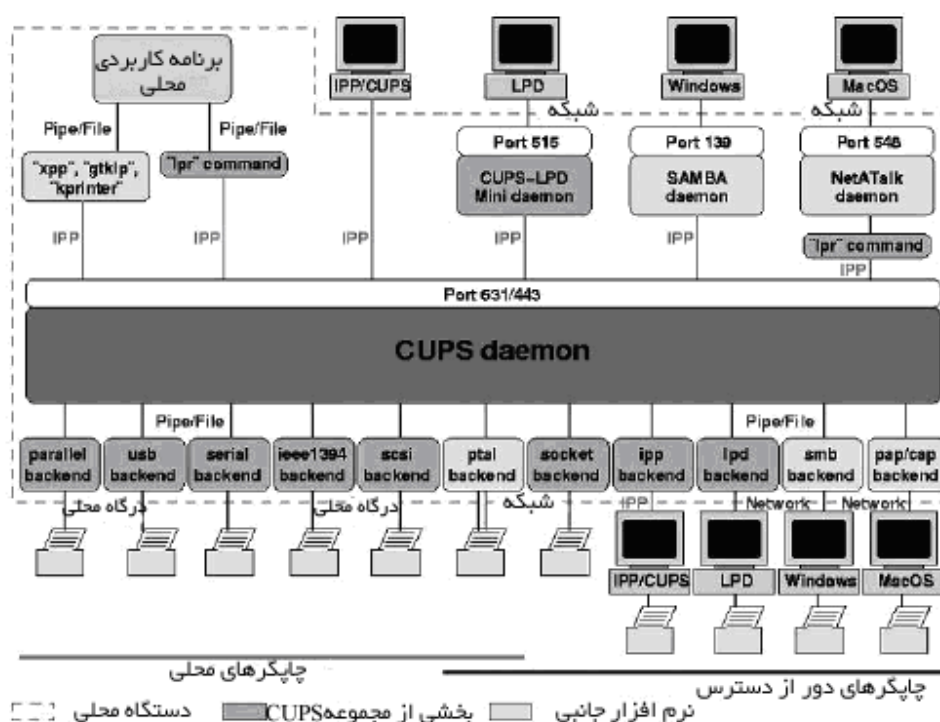 برنامه کاربردی
محلی
IPP/CUPS
LPD
Windows
MacOS
شبکه
شبکه
Pipe/File
Pipe/File
Port 515
Port 139
Port 548
"xpp", "gtklp",
"kprinter"
"lpr" command
CUPS-LPD
Mini daemon
SAMBA
daemon
NetATalk
daemon
"lpr" command
IPP
IPP
IPP
IPP
IPP
IPP
Port 631/443
CUPS daemon
Pipe/File
Pipe/File
parallel
backend
usb
backend
serial
backend
ieee1394
backend
scsi
backend
ptal
backend
socket
backend
ipp
backend
lpd
backend
smb
backend
pap/cap
backend
درگاه محلی
درگاه محلی
شبکه
IPP
Network
Network
IPP/CUPS
LPD
Windows
MacOS
چاپگرهای محلی
چاپگرهای دور از دسترس
دستگاه محلی
بخشی از مجموعه CUPS
نرم افزار جانبی